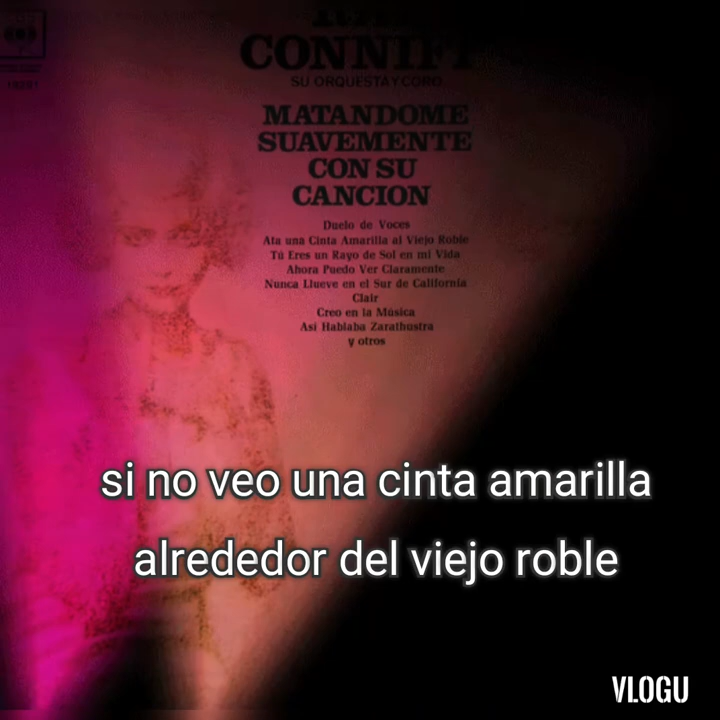 CONNIFF
SU ORQUESTA Y CORO
MATANDOME
SUAVEMENTE
CON SU
CANCION
Duelo de Voces
Ata una Cinta Amarilla al Viejo Roble
Tú Eres un Rayo de Sol en mi Vida
Ahora Puedo Ver Claramente
Nunca Llueve en el Sur de California
Clair
Creo en la Música
Así Hablaba Zarathustra
y otros
si no veo una cinta amarilla
alrededor del viejo roble
VLOGU